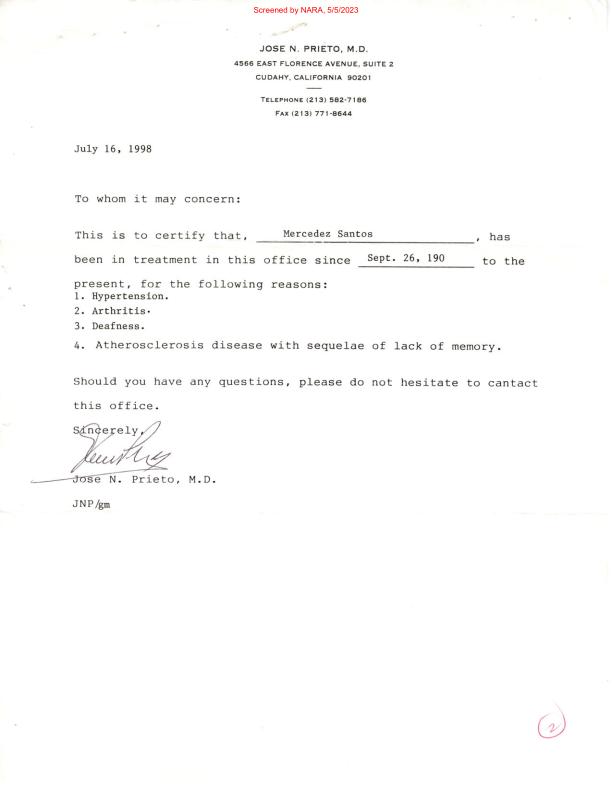 Screened by NARA, 5/5/2023
JOSE N. PRIETO, M.D.
4566 EAST FLORENCE AVENUE, SUITE 2
CUDAHY, CALIFORNIA 90201
TELEPHONE (213) 582-7186
FAX (213) 771-8644
July 16, 1998
To whom it may concern:
This is to certify that, Mercedez Santos, has
been in treatment in this office since Sept. 26, 190 to the
present, for the following reasons:
1. Hypertension.
2. Arthritis.
3. Deafness.
4. Atherosclerosis disease with sequelae of lack of memory.
Should you have any questions, please do not hesitate to cantact
this office.
Sincerely,
Jose N. Prieto, M.D.
JNP/gm
2